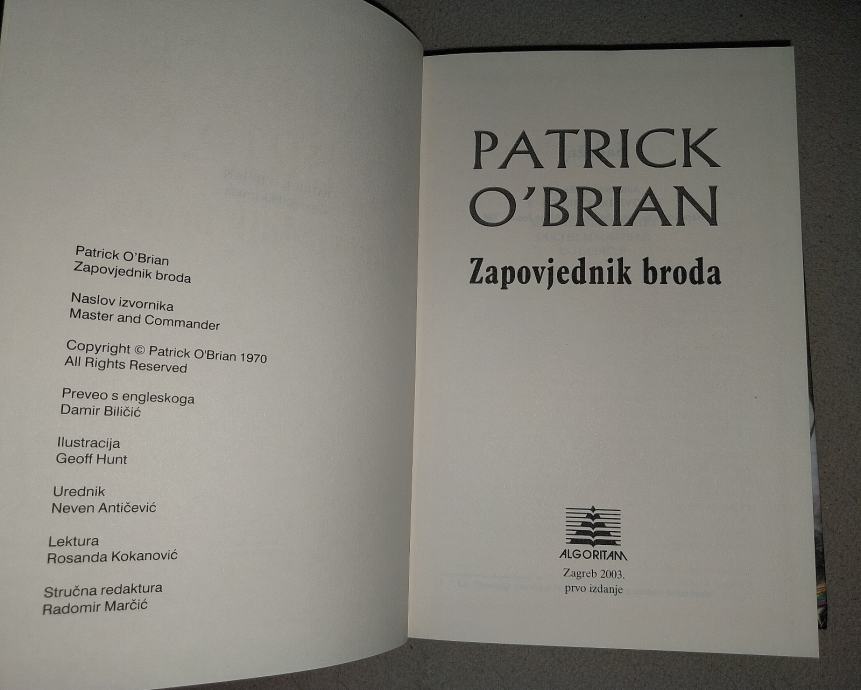 Patrick O'Brian
Zapovjednik broda
Naslov izvornika
Master and Commander
Copyright © Patrick O'Brian 1970
All Rights Reserved
Preveo s engleskoga
Damir Biličić
Ilustracija
Geoff Hunt
Urednik
Neven Antičević
Lektura
Rosanda Kokanović
Stručna redaktura
Radomir Marčić
PATRICK
O'BRIAN
Zapovjednik broda
ALGORITAM
Zagreb 2003.
prvo izdanje